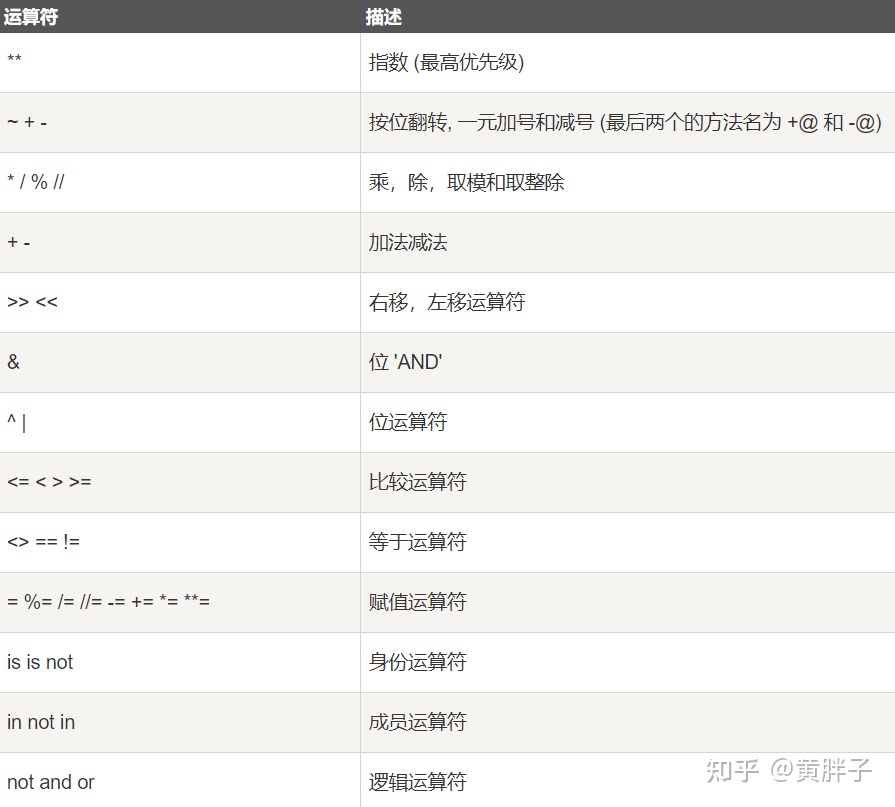 运算符 描述
** 指数 (最高优先级)
~ + - 按位翻转, 一元加号和减号 (最后两个的方法名为 +@ 和 -@)
* / % // 乘，除，取模和取整除
+ - 加法减法
>> << 右移，左移运算符
& 位 'AND'
^ | 位运算符
<= < > >= 比较运算符
<> == != 等于运算符
= %= /= //= -= += *= **= 赋值运算符
is is not 身份运算符
in not in 成员运算符
not and or 逻辑运算符
知乎 @黄胖子